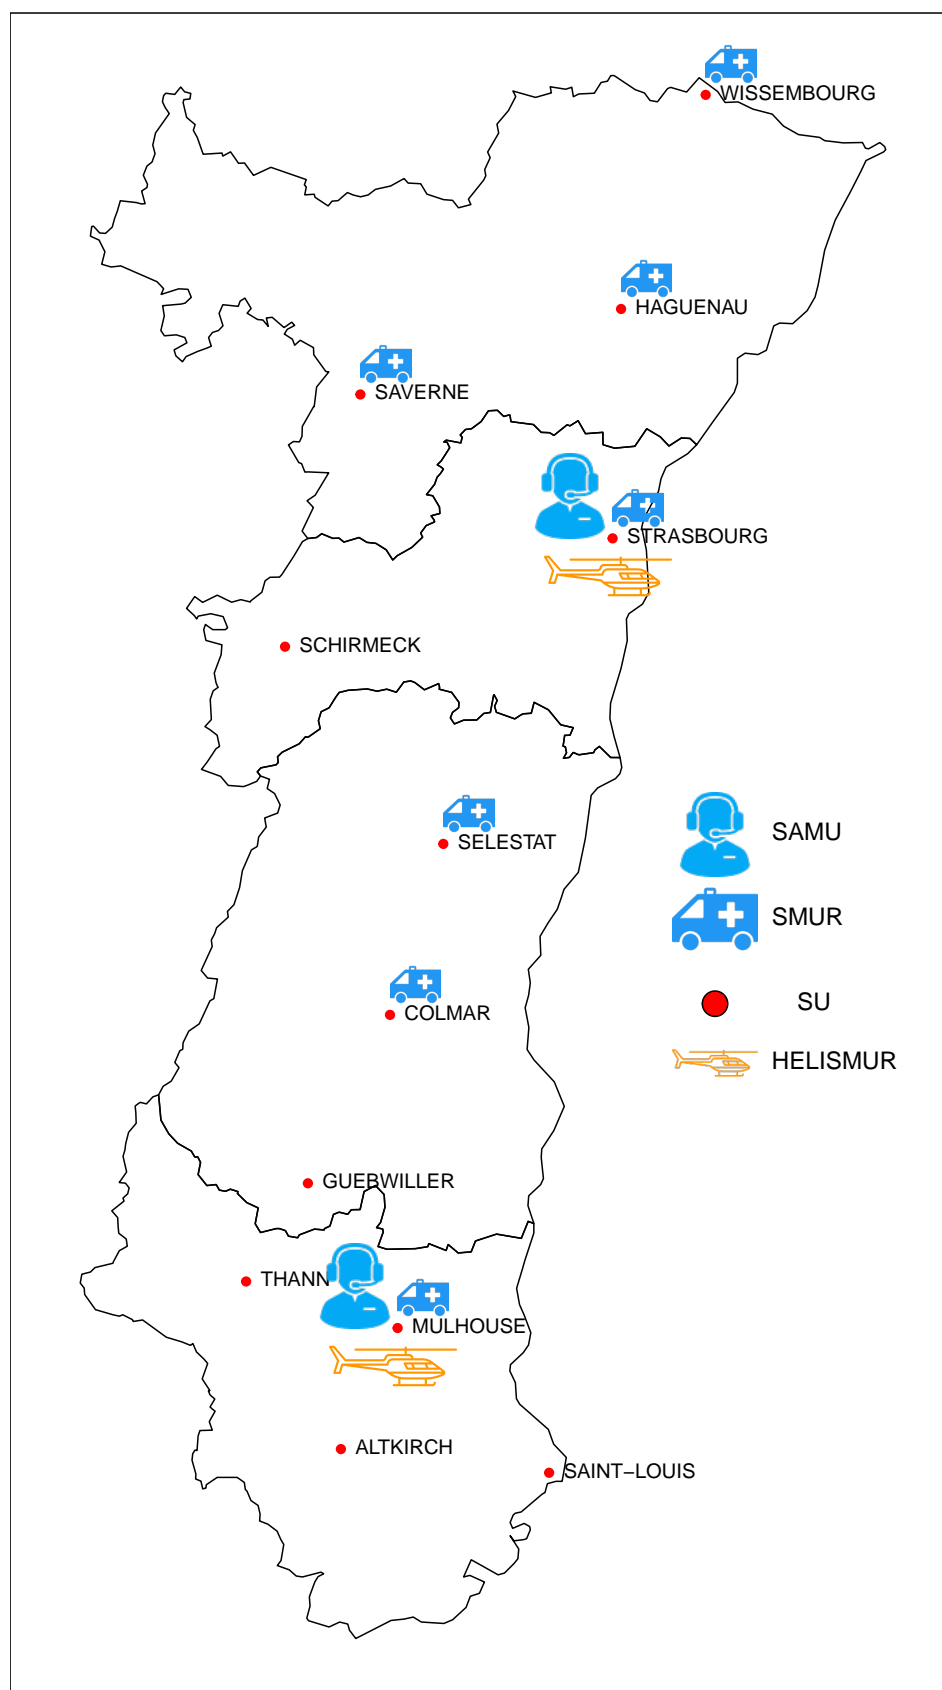 WISSEMBOURG
HAGUENAU
SAVERNE
STRASBOURG
SCHIRMECK
SELESTAT
COLMAR
GUEBWILLER
THANN
MULHOUSE
ALTKIRCH
SAINT−LOUIS
SAMU
SMUR
SU
HELISMUR